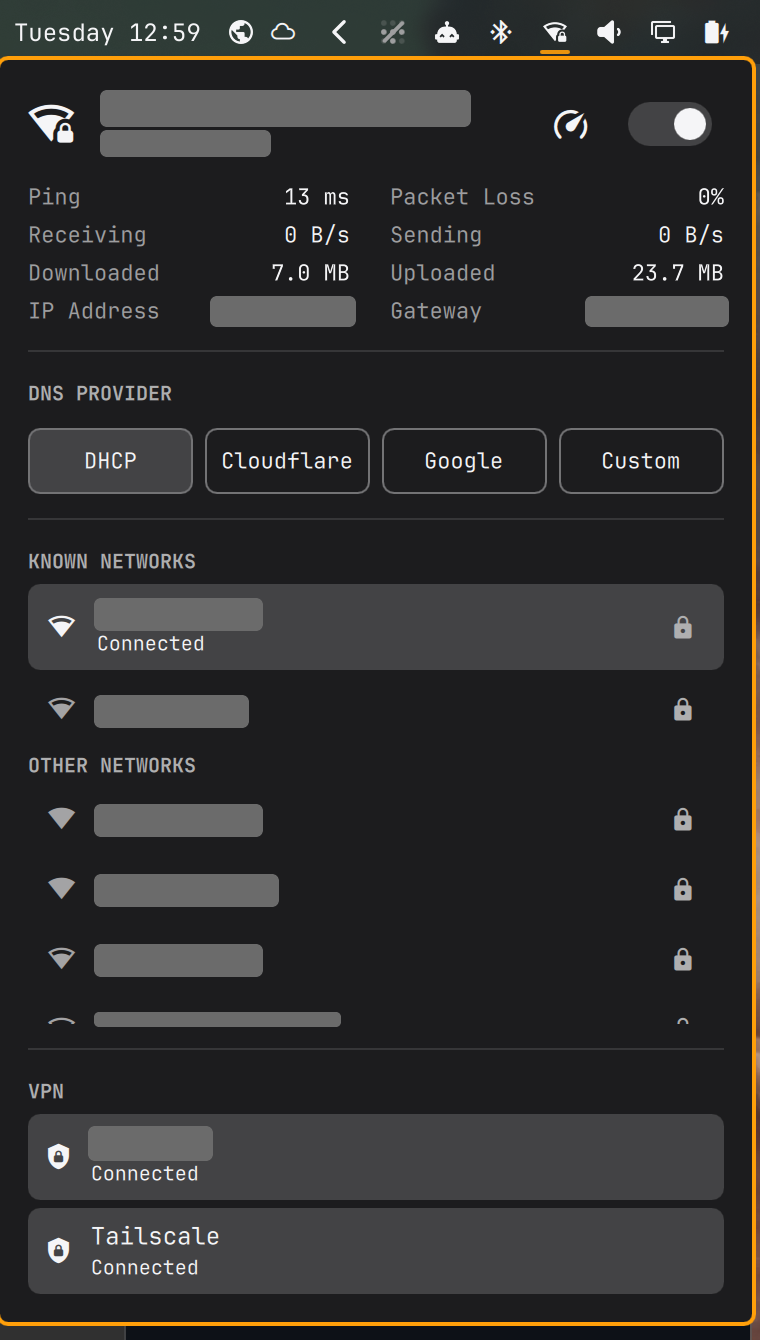 Tuesday 12:59
Ping 13 ms Packet Loss 0%
Receiving 0 B/s Sending 0 B/s
Downloaded 7.0 MB Uploaded 23.7 MB
IP Address Gateway
DNS PROVIDER
DHCP Cloudflare Google Custom
KNOWN NETWORKS
Connected
OTHER NETWORKS
VPN
Connected
Tailscale
Connected